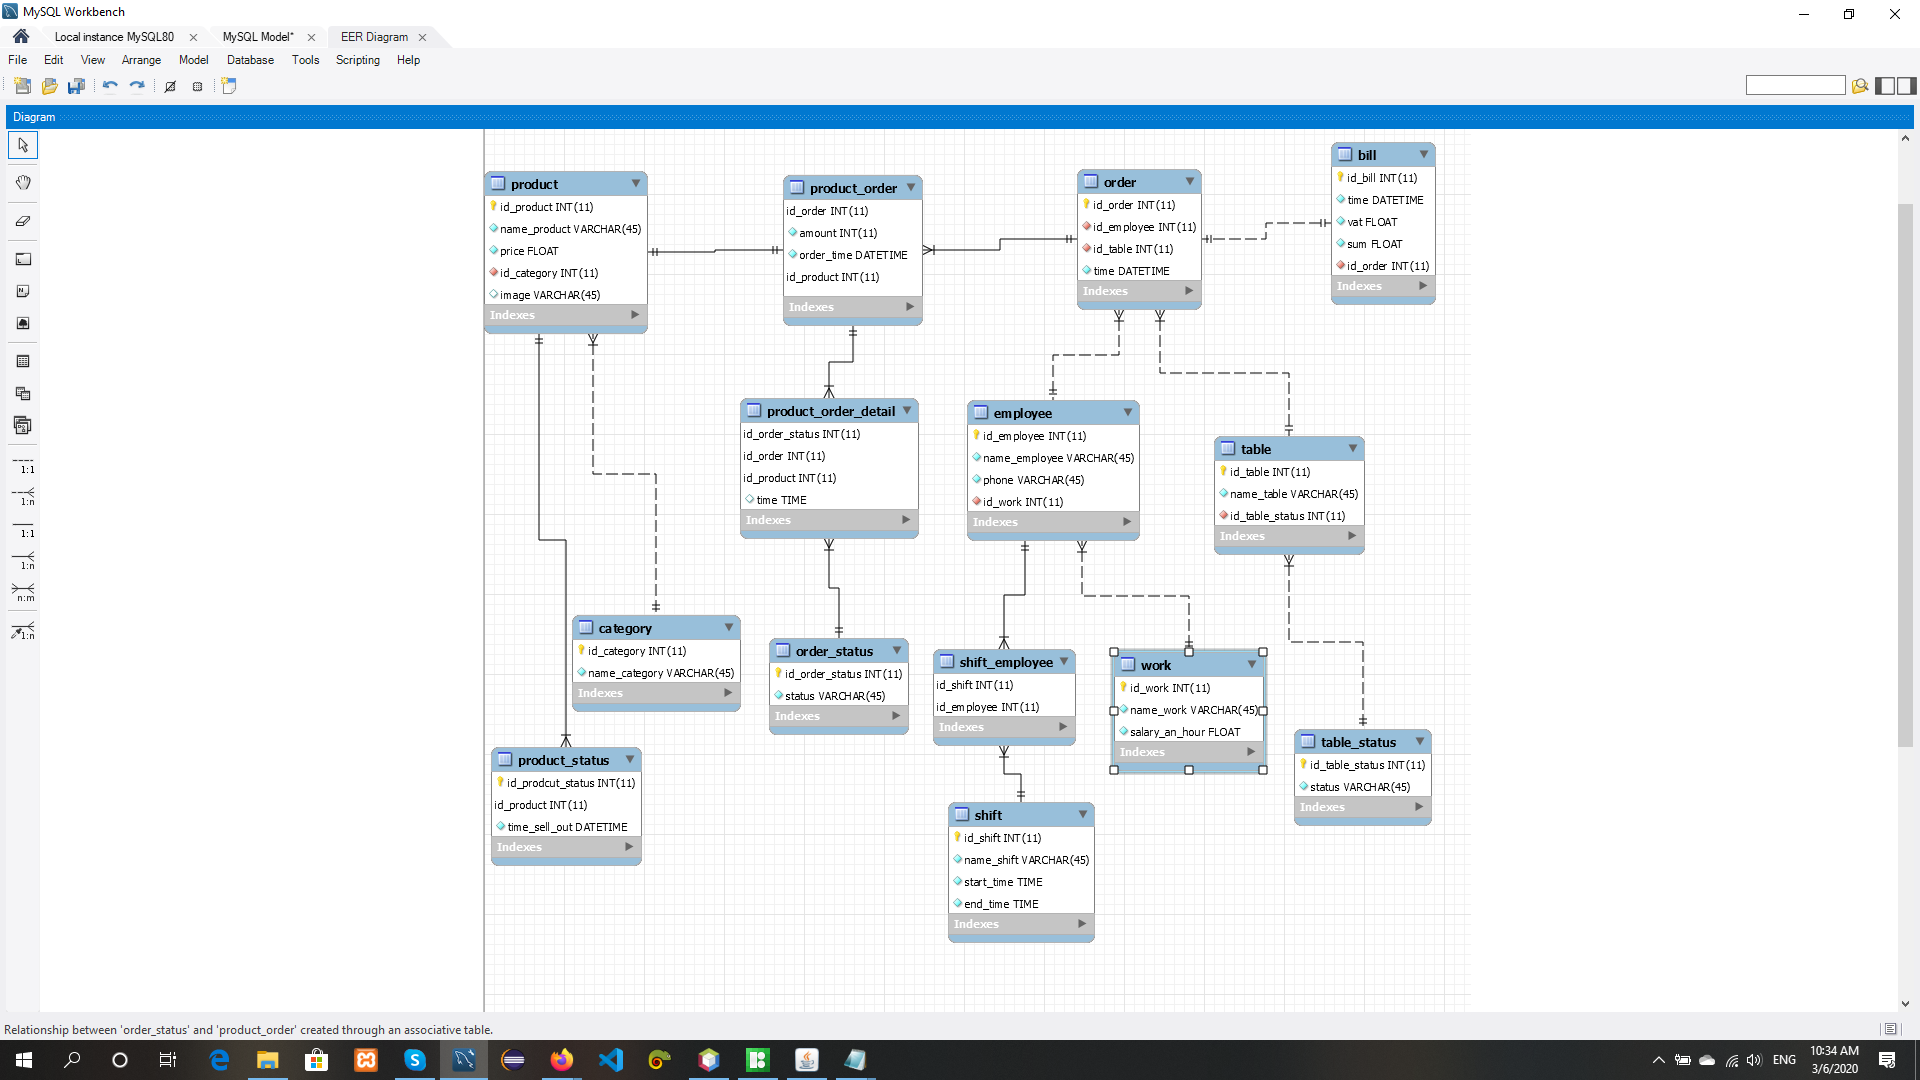 MySQL Workbench
Local instance MySQL80
MySQL Model*
EER Diagram
File Edit View Arrange Model Database Tools Scripting Help
Diagram
product
id_product INT(11)
name_product VARCHAR(45)
price FLOAT
id_category INT(11)
image VARCHAR(45)
Indexes
product_order
id_order INT(11)
amount INT(11)
order_time DATETIME
id_product INT(11)
Indexes
order
id_order INT(11)
id_employee INT(11)
id_table INT(11)
time DATETIME
Indexes
bill
id_bill INT(11)
time DATETIME
vat FLOAT
sum FLOAT
id_order INT(11)
Indexes
product_order_detail
id_order_status INT(11)
id_order INT(11)
id_product INT(11)
time TIME
Indexes
employee
id_employee INT(11)
name_employee VARCHAR(45)
phone VARCHAR(45)
id_work INT(11)
Indexes
table
id_table INT(11)
name_table VARCHAR(45)
id_table_status INT(11)
Indexes
1:1
1:n
1:1
1:n
n:m
1:n
category
id_category INT(11)
name_category VARCHAR(45)
Indexes
order_status
id_order_status INT(11)
status VARCHAR(45)
Indexes
shift_employee
id_shift INT(11)
id_employee INT(11)
Indexes
work
id_work INT(11)
name_work VARCHAR(45)
salary_an_hour FLOAT
Indexes
table_status
id_table_status INT(11)
status VARCHAR(45)
Indexes
product_status
id_prodcut_status INT(11)
id_product INT(11)
time_sell_out DATETIME
Indexes
shift
id_shift INT(11)
name_shift VARCHAR(45)
start_time TIME
end_time TIME
Indexes
Relationship between 'order_status' and 'product_order' created through an associative table.
ENG
10:34 AM
3/6/2020